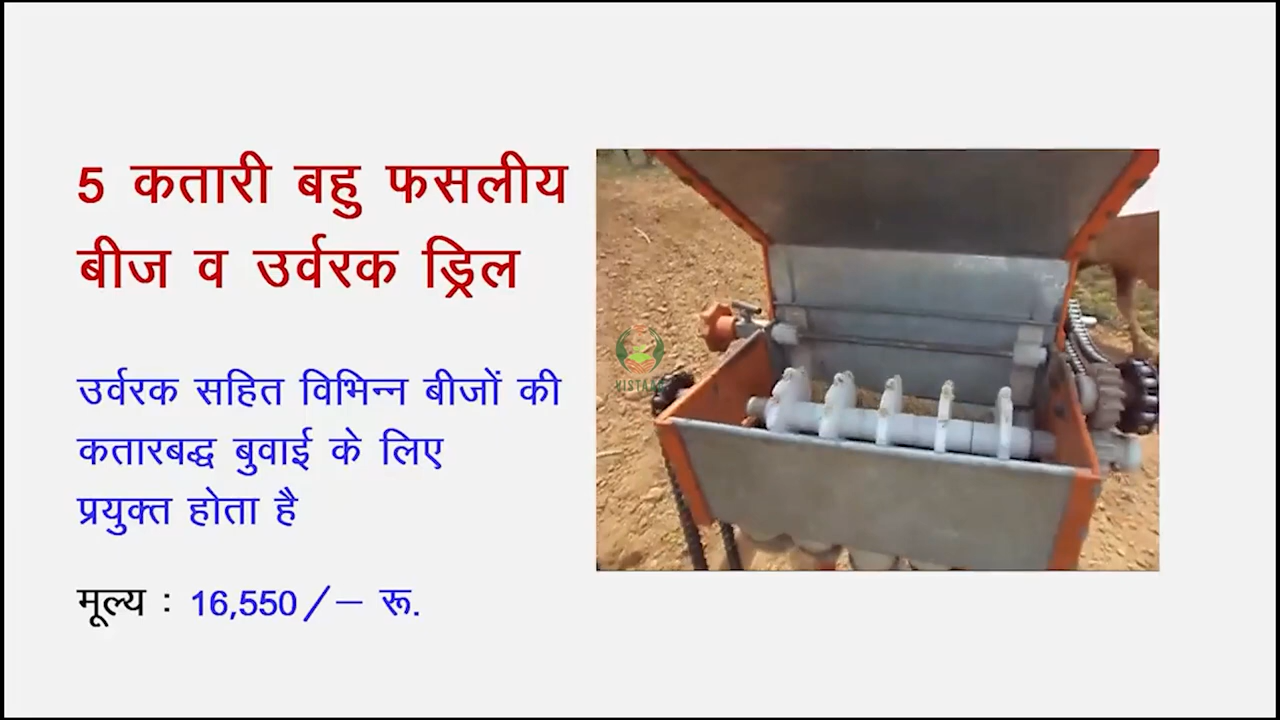 5 कतारी बहु फसलीय
बीज व उर्वरक ड्रिल
उर्वरक सहित विभिन्न बीजों की
कतारबद्ध बुवाई के लिए
प्रयुक्त होता है
मूल्य : 16,550/– रू.